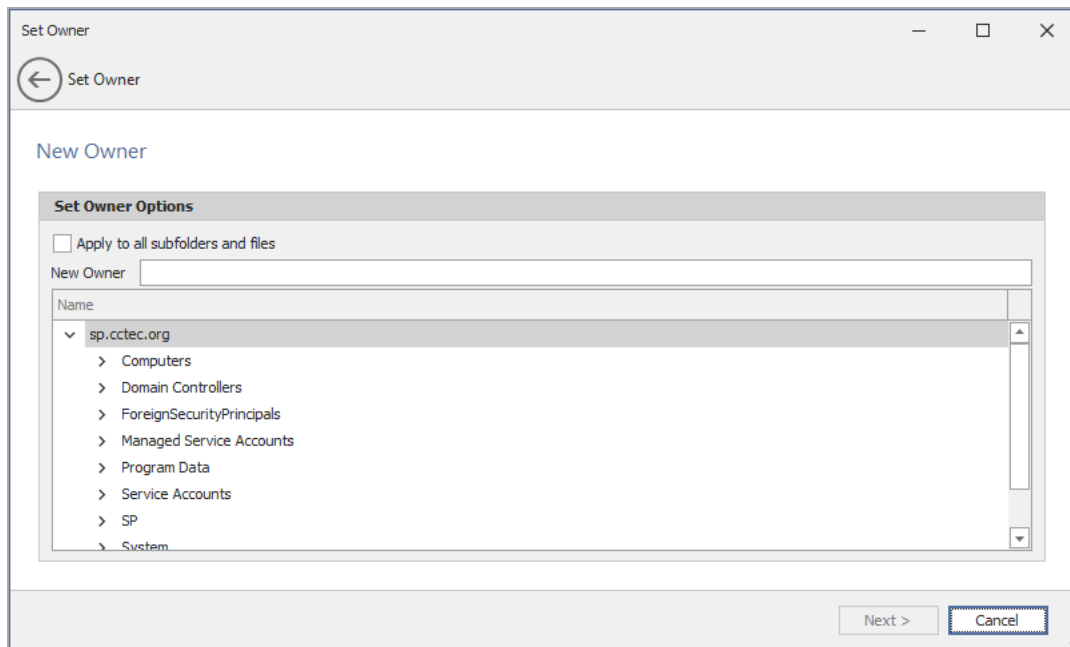 Set Owner
Set Owner
New Owner
Set Owner Options
Apply to all subfolders and files
New Owner
Name
sp.cctec.org
Computers
Domain Controllers
ForeignSecurityPrincipals
Managed Service Accounts
Program Data
Service Accounts
SP
System
Next > Cancel